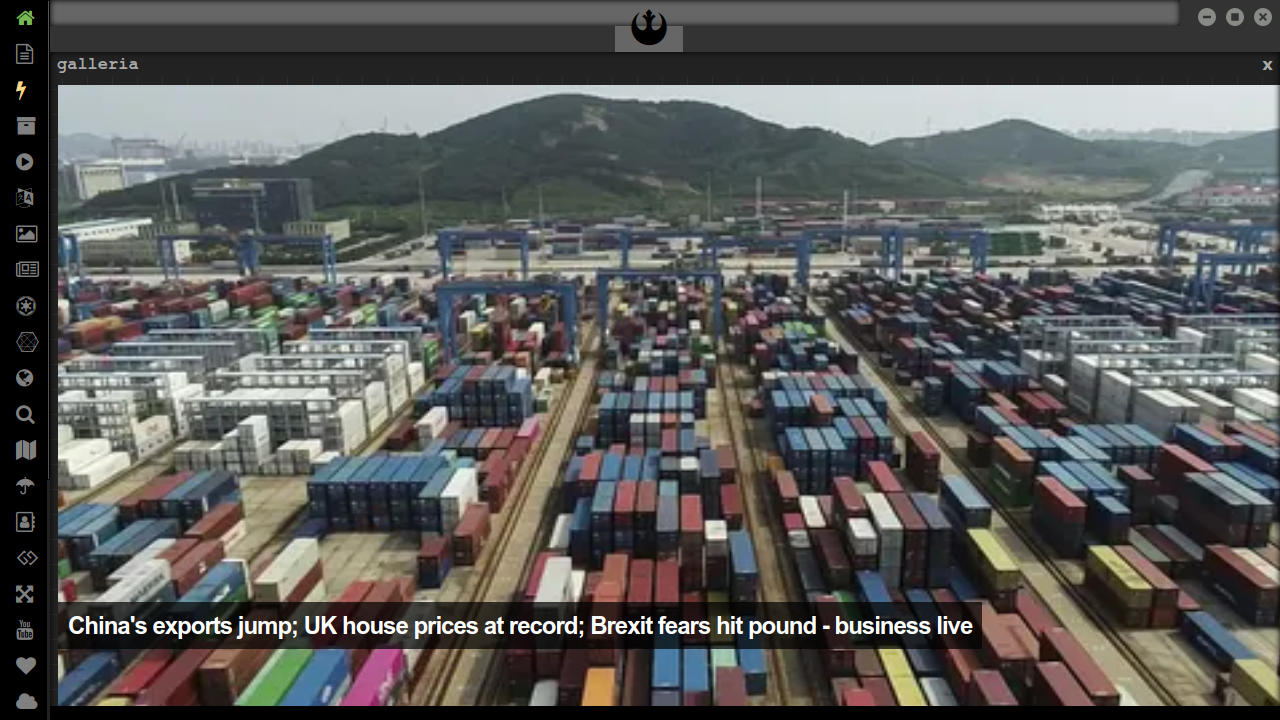 galleria
x
China's exports jump; UK house prices at record; Brexit fears hit pound - business live
You
Tube